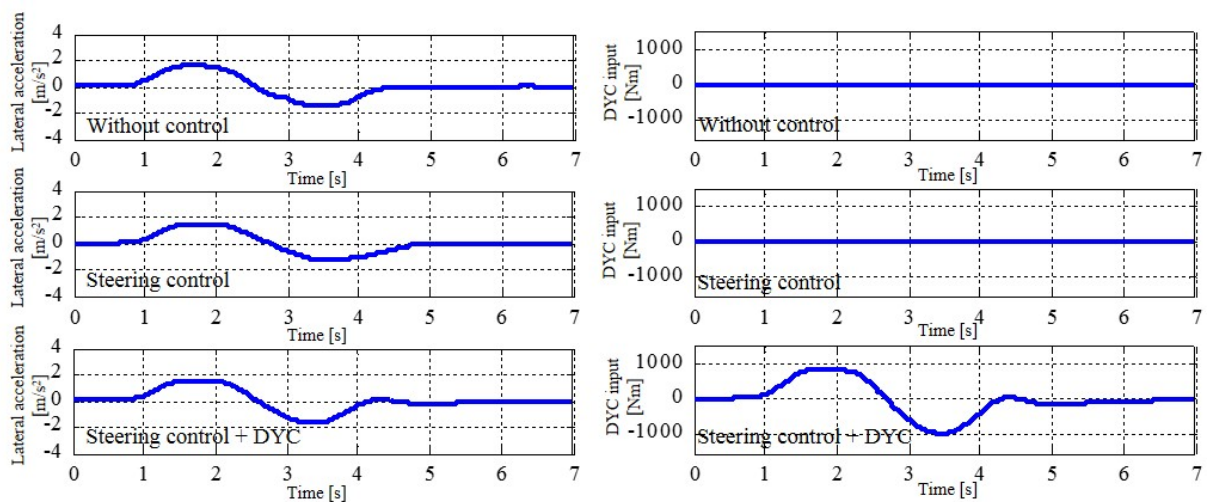 Lateral acceleration
[m/s²]
4
2
0
-2
-4
Without control
0 1 2 3 4 5 6 7
Time [s]
DYC input
[Nm]
1000
0
-1000
Without control
0 1 2 3 4 5 6 7
Time [s]
Lateral acceleration
[m/s²]
4
2
0
-2
-4
Steering control
0 1 2 3 4 5 6 7
Time [s]
DYC input
[Nm]
1000
0
-1000
Steering control
0 1 2 3 4 5 6 7
Time [s]
Lateral acceleration
[m/s²]
4
2
0
-2
-4
Steering control + DYC
0 1 2 3 4 5 6 7
Time [s]
DYC input
[Nm]
1000
0
-1000
Steering control + DYC
0 1 2 3 4 5 6 7
Time [s]